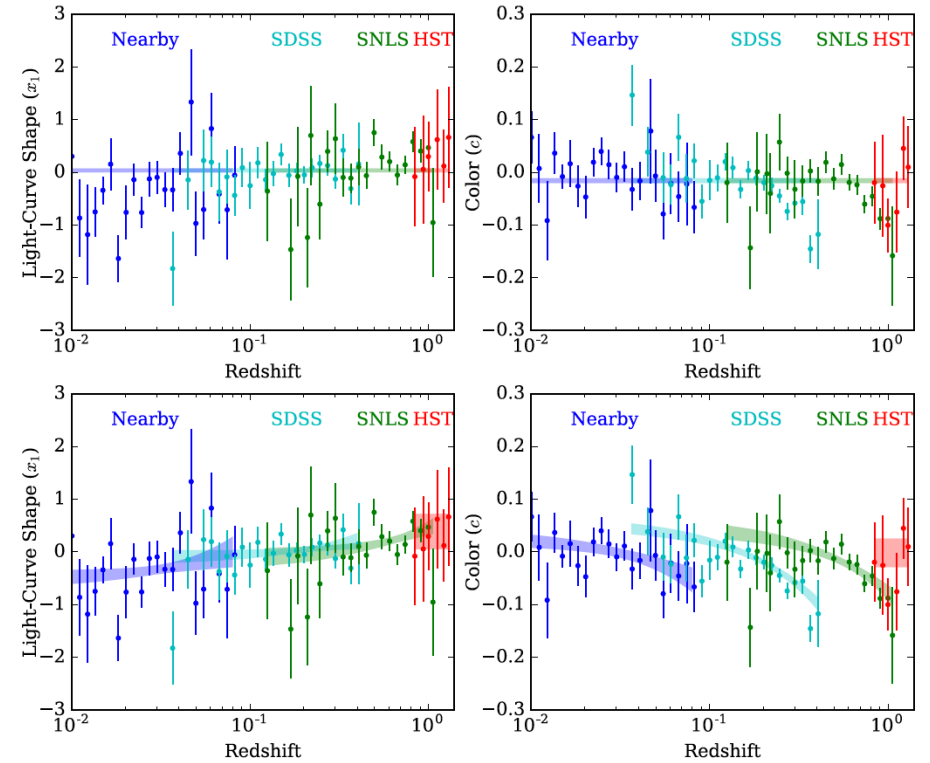 Nearby SDSS SNLS HST
Light-Curve Shape (x₁)
3
2
1
0
−1
−2
−3
10⁻² 10⁻¹ 10⁰
Redshift
Nearby SDSS SNLS HST
Color (c)
0.3
0.2
0.1
0.0
−0.1
−0.2
−0.3
10⁻² 10⁻¹ 10⁰
Redshift
Nearby SDSS SNLS HST
Light-Curve Shape (x₁)
3
2
1
0
−1
−2
−3
10⁻² 10⁻¹ 10⁰
Redshift
Nearby SDSS SNLS HST
Color (c)
0.3
0.2
0.1
0.0
−0.1
−0.2
−0.3
10⁻² 10⁻¹ 10⁰
Redshift